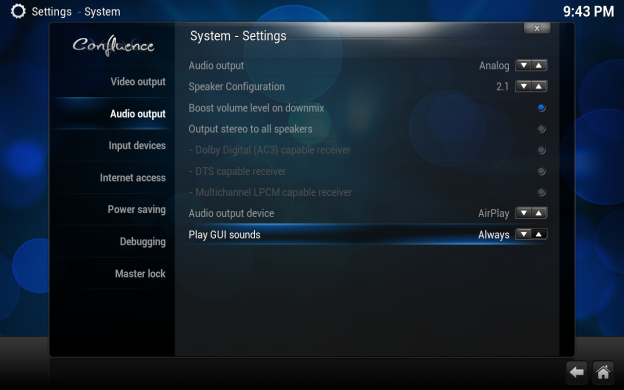 Settings - System
9:43 PM
Confluence
System - Settings
x
Video output
Audio output
Input devices
Internet access
Power saving
Debugging
Master lock
Audio output Analog
Speaker Configuration 2.1
Boost volume level on downmix
Output stereo to all speakers
- Dolby Digital (AC3) capable receiver
- DTS capable receiver
- Multichannel LPCM capable receiver
Audio output device AirPlay
Play GUI sounds Always